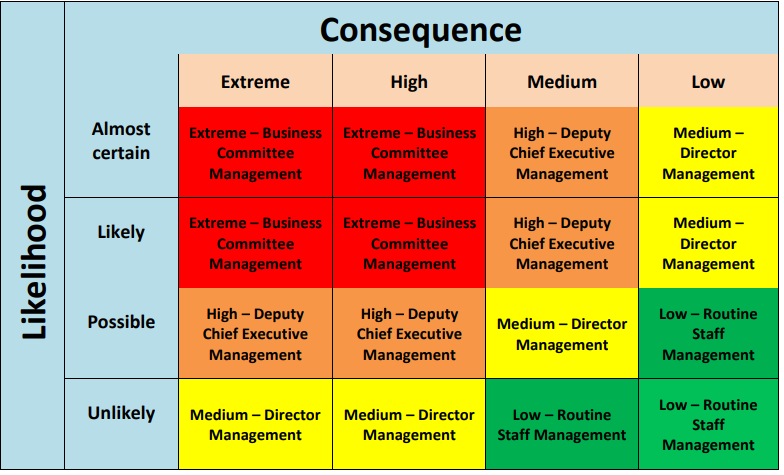 Consequence
Likelihood
Extreme
High
Medium
Low
Almost
certain
Extreme – Business
Committee
Management
Extreme – Business
Committee
Management
High – Deputy
Chief Executive
Management
Medium –
Director
Management
Likely
Extreme – Business
Committee
Management
Extreme – Business
Committee
Management
High – Deputy
Chief Executive
Management
Medium –
Director
Management
Possible
High – Deputy
Chief Executive
Management
High – Deputy
Chief Executive
Management
Medium – Director
Management
Low – Routine
Staff
Management
Unlikely
Medium – Director
Management
Medium – Director
Management
Low – Routine
Staff Management
Low – Routine
Staff
Management